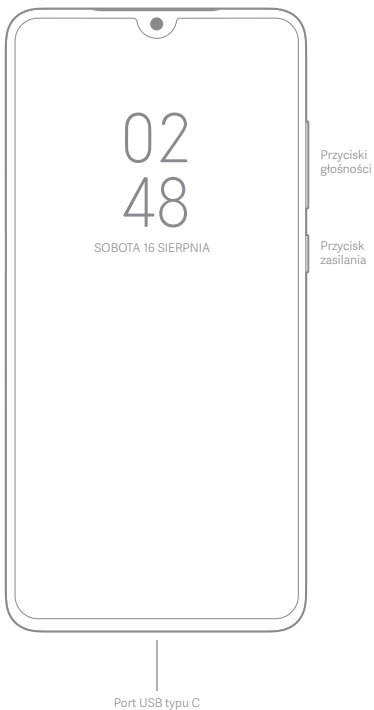 02
48
SOBOTA 16 SIERPNIA
Przyciski
głośności
Przycisk
zasilania
Port USB typu C